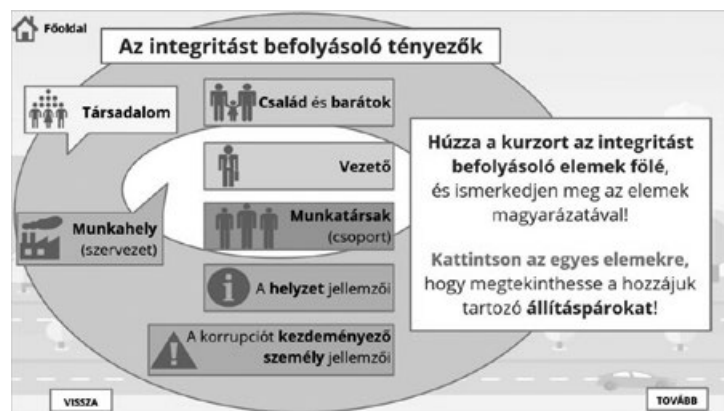 Főoldal
Az integritást befolyásoló tényezők
Társadalom
Család és barátok
Vezető
Munkahely
(szervezet)
Munkatársak
(csoport)
A helyzet jellemzői
A korrupciót kezdeményező
személy jellemzői
Húzza a kurzort az integritást
befolyásoló elemek fölé,
és ismerkedjen meg az elemek
magyarázatával!
Kattintson az egyes elemekre,
hogy megtekinthesse a hozzájuk
tartozó állításpárokat!
VISSZA
TOVÁBB